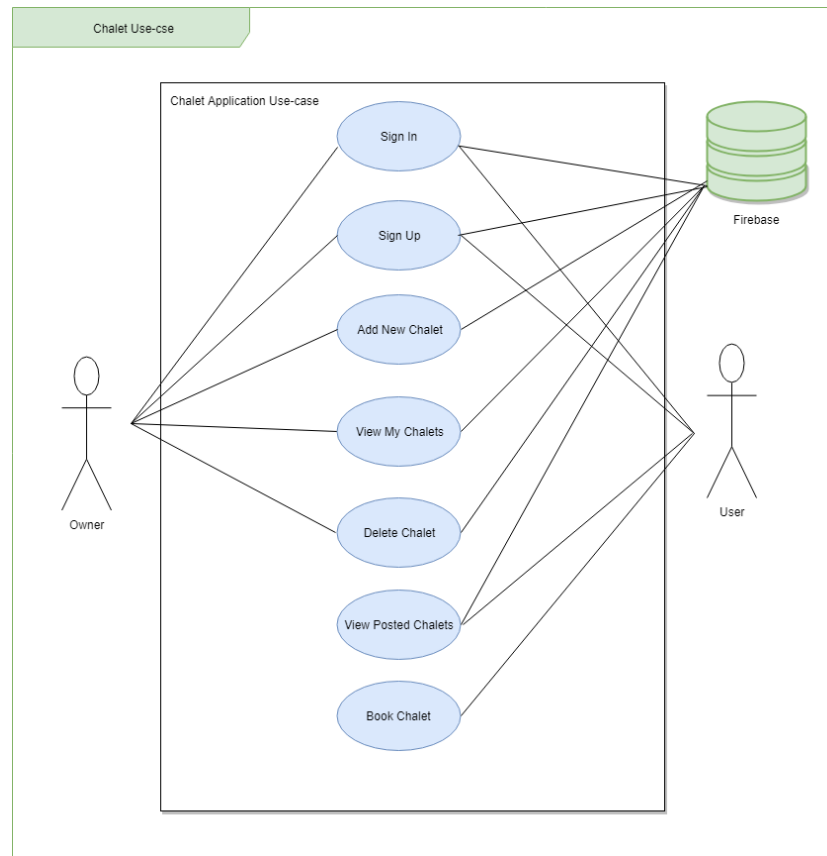 Chalet Use-cse
Chalet Application Use-case
Sign In
Sign Up
Firebase
Add New Chalet
View My Chalets
Owner
Delete Chalet
User
View Posted Chalets
Book Chalet